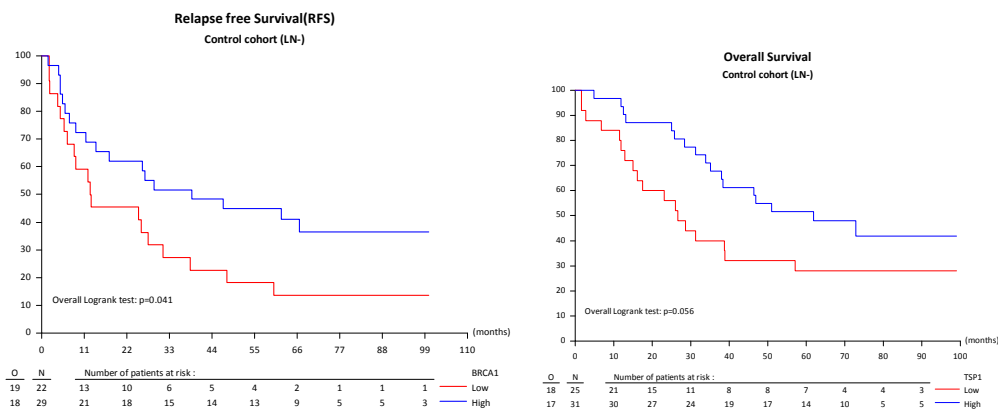 Relapse free Survival(RFS)
Control cohort (LN-)
100
90
80
70
60
50
40
30
20
10
0
Overall Logrank test: p=0.041
(months)
0 11 22 33 44 55 66 77 88 99 110
O N Number of patients at risk : BRCA1
19 22 13 10 6 5 4 2 1 1 1 Low
18 29 21 18 15 14 13 9 5 5 3 High
Overall Survival
Control cohort (LN-)
100
90
80
70
60
50
40
30
20
10
0
Overall Logrank test: p=0.056
(months)
0 10 20 30 40 50 60 70 80 90 100
O N Number of patients at risk : TSP1
18 25 21 15 11 8 8 7 4 4 3 Low
17 31 30 27 24 19 17 14 10 5 5 High